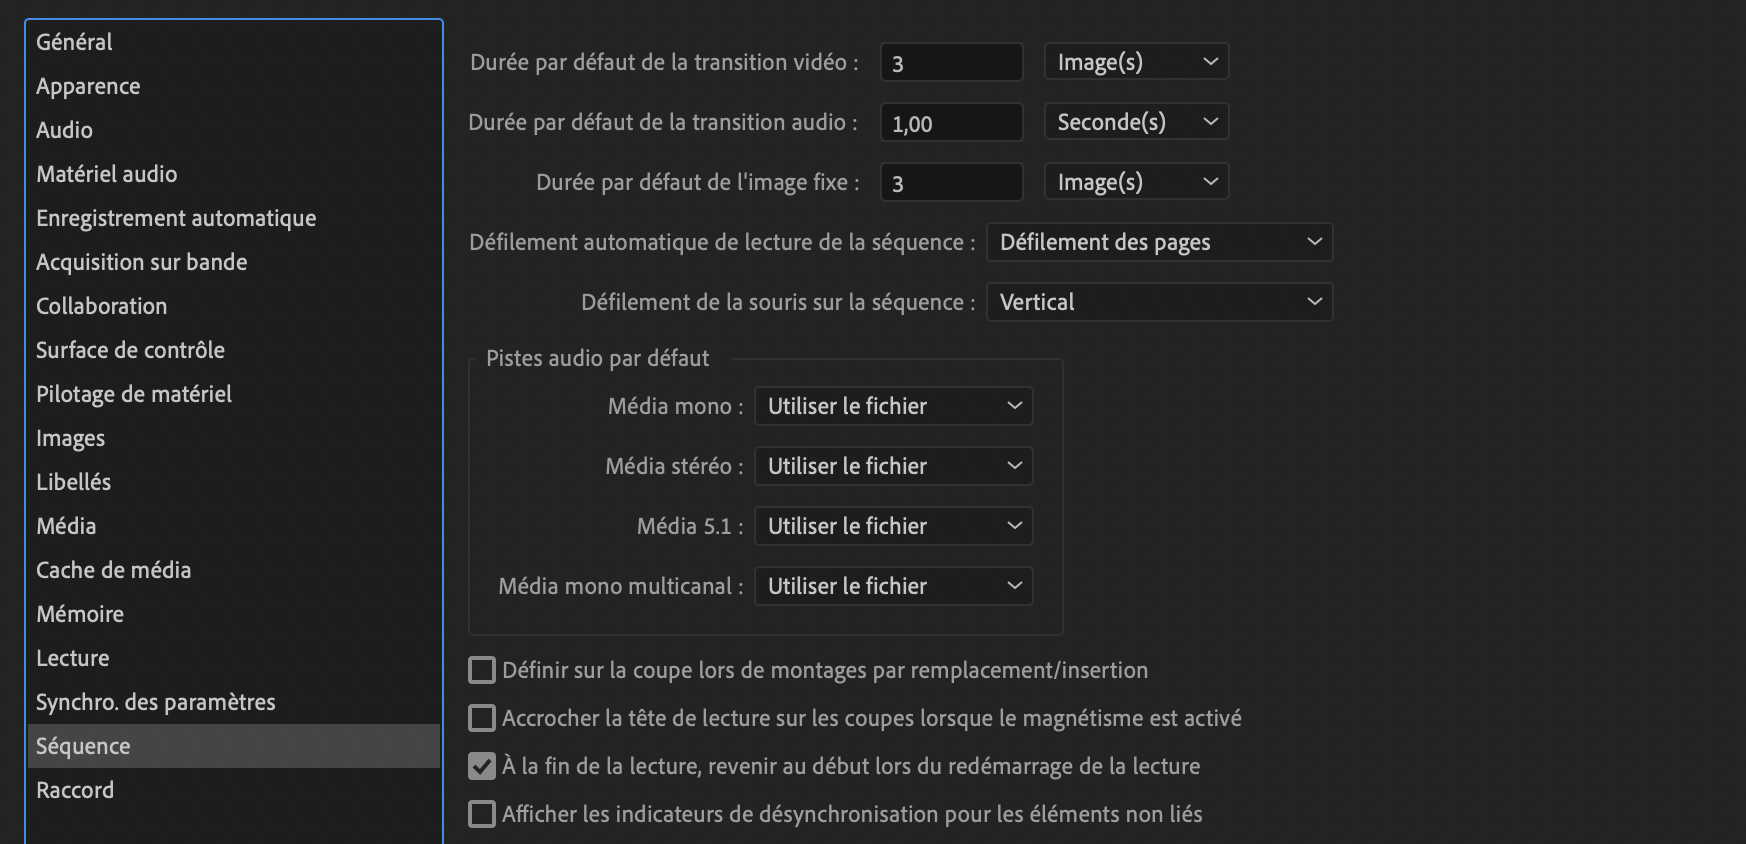 Général
Apparence
Audio
Matériel audio
Enregistrement automatique
Acquisition sur bande
Collaboration
Surface de contrôle
Pilotage de matériel
Images
Libellés
Média
Cache de média
Mémoire
Lecture
Synchro. des paramètres
Séquence
Raccord
Durée par défaut de la transition vidéo : 3 Image(s)
Durée par défaut de la transition audio : 1,00 Seconde(s)
Durée par défaut de l'image fixe : 3 Image(s)
Défilement automatique de lecture de la séquence : Défilement des pages
Défilement de la souris sur la séquence : Vertical
Pistes audio par défaut
Média mono : Utiliser le fichier
Média stéréo : Utiliser le fichier
Média 5.1 : Utiliser le fichier
Média mono multicanal : Utiliser le fichier
Définir sur la coupe lors de montages par remplacement/insertion
Accrocher la tête de lecture sur les coupes lorsque le magnétisme est activé
À la fin de la lecture, revenir au début lors du redémarrage de la lecture
Afficher les indicateurs de désynchronisation pour les éléments non liés